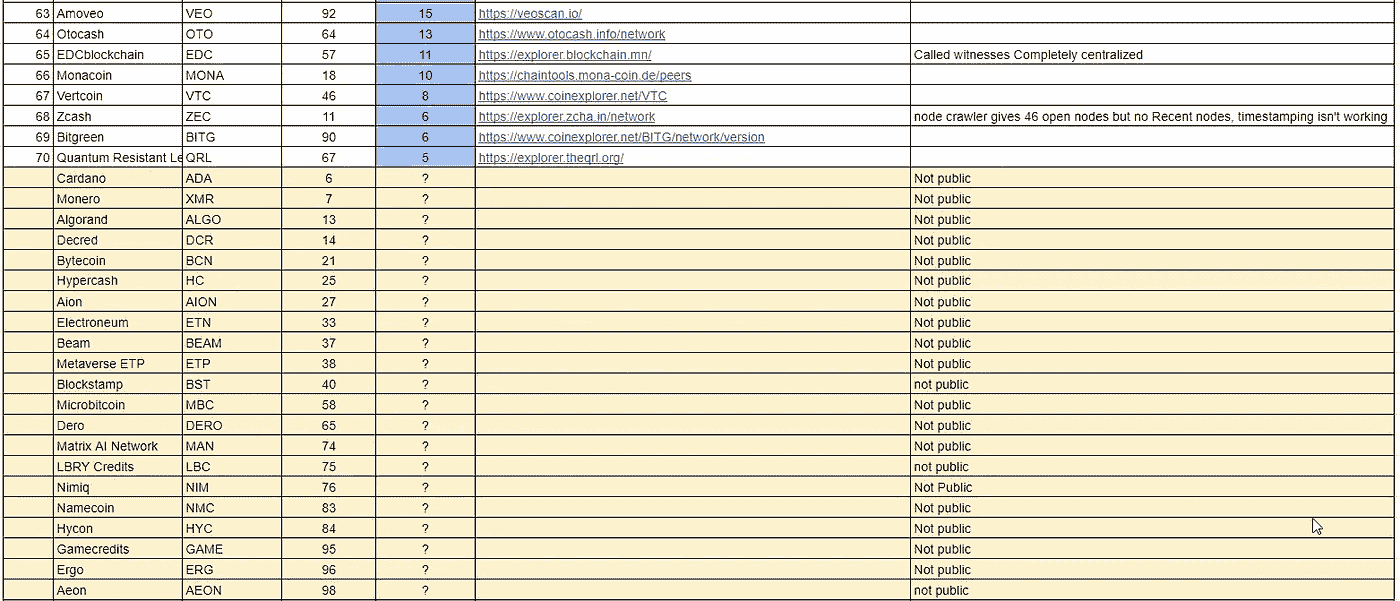 63 Amoveo VEO 92 15 https://veoscan.io/
64 Otocash OTO 64 13 https://www.otocash.info/network
65 EDCblockchain EDC 57 11 https://explorer.blockchain.mn/ Called witnesses Completely centralized
66 Monacoin MONA 18 10 https://chaintools.mona-coin.de/peers
67 Vertcoin VTC 46 8 https://www.coinexplorer.net/VTC
68 Zcash ZEC 11 6 https://explorer.zcha.in/network node crawler gives 46 open nodes but no Recent nodes, timestamping isn't working
69 Bitgreen BITG 90 6 https://www.coinexplorer.net/BITG/network/version
70 Quantum Resistant Le QRL 67 5 https://explorer.theqrl.org/
Cardano ADA 6 ? Not public
Monero XMR 7 ? Not public
Algorand ALGO 13 ? Not public
Decred DCR 14 ? Not public
Bytecoin BCN 21 ? Not public
Hypercash HC 25 ? Not public
Aion AION 27 ? Not public
Electroneum ETN 33 ? Not public
Beam BEAM 37 ? Not public
Metaverse ETP ETP 38 ? Not public
Blockstamp BST 40 ? not public
Microbitcoin MBC 58 ? Not public
Dero DERO 65 ? Not public
Matrix AI Network MAN 74 ? Not public
LBRY Credits LBC 75 ? not public
Nimiq NIM 76 ? Not Public
Namecoin NMC 83 ? Not public
Hycon HYC 84 ? Not public
Gamecredits GAME 95 ? Not public
Ergo ERG 96 ? Not public
Aeon AEON 98 ? not public